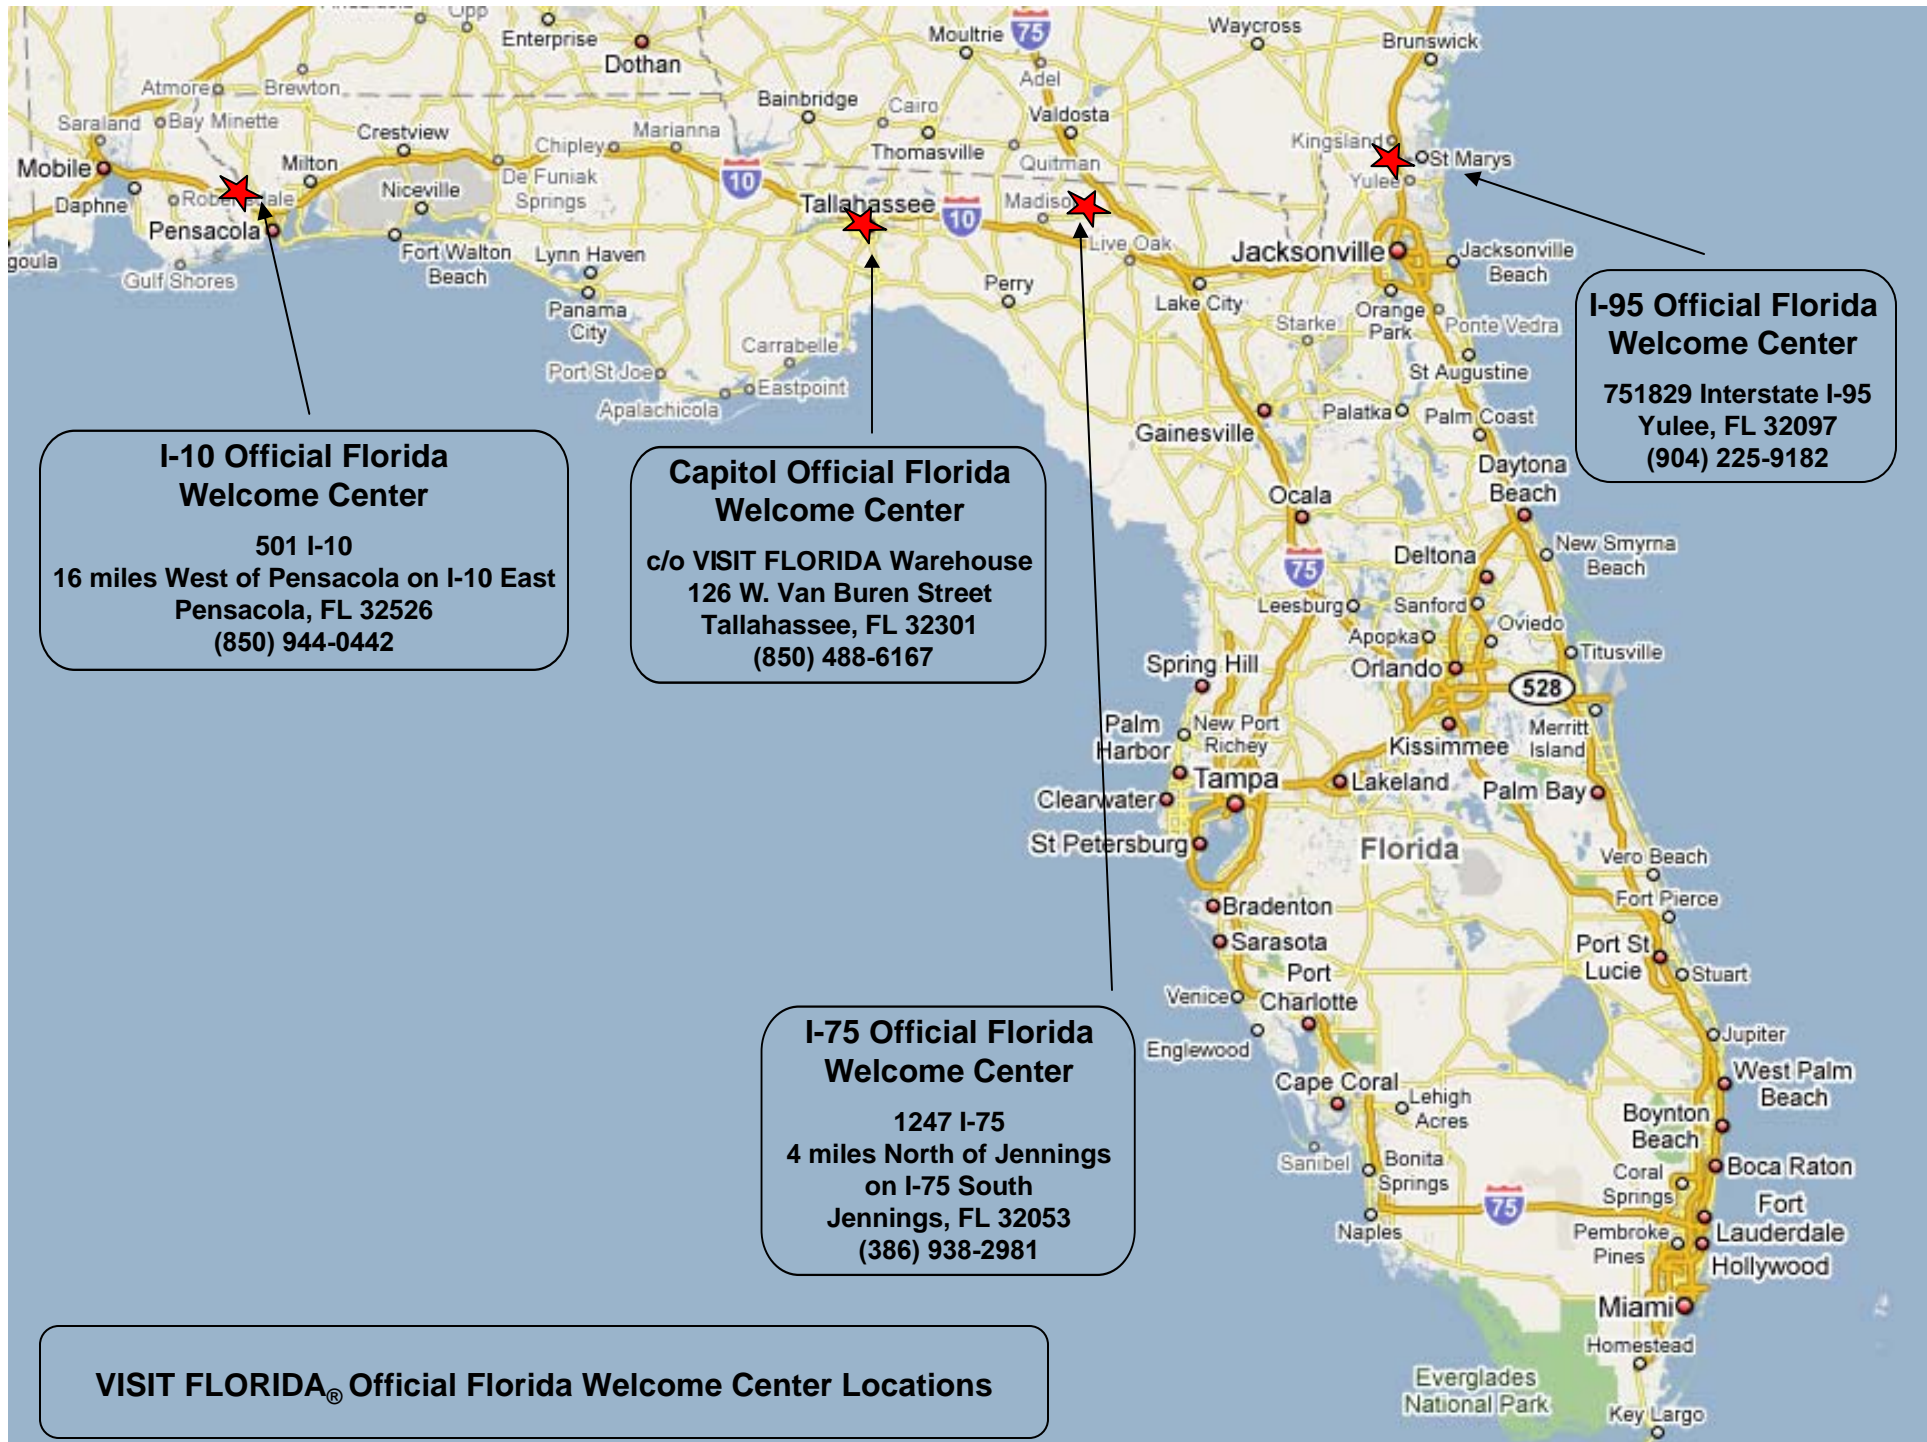 Opp
Enterprise
Dothan
Moultrie
75
Adel
Waycross
Brunswick
Atmore
Brewton
Bainbridge
Cairo
Valdosta
Saraland
Bay Minette
Crestview
Chipley
Marianna
Thomasville
Quitman
Kingsland
St Marys
Mobile
Milton
De Funiak
Springs
10
Yulee
Daphne
Niceville
Tallahassee
10
Pensacola
Fort Walton
Beach
Lynn Haven
Live Oak
Jacksonville
Jacksonville
Beach
goula
Gulf Shores
Panama
City
Perry
Lake City
Starke
Orange
Park
Ponte Vedra
Carrabelle
Port St Joe
Eastpoint
Apalachicola
St Augustine
Gainesville
Palatka
Palm Coast
I-95 Official Florida
Welcome Center
751829 Interstate I-95
Yulee, FL 32097
(904) 225-9182
I-10 Official Florida
Welcome Center
501 I-10
16 miles West of Pensacola on I-10 East
Pensacola, FL 32526
(850) 944-0442
Capitol Official Florida
Welcome Center
c/o VISIT FLORIDA Warehouse
126 W. Van Buren Street
Tallahassee, FL 32301
(850) 488-6167
Daytona
Beach
Ocala
75
Deltona
New Smyrna
Beach
Leesburg
Sanford
Oviedo
Apopka
Titusville
Spring Hill
Orlando
528
Palm
Harbor
New Port
Richey
Kissimmee
Merritt
Island
Tampa
Lakeland
Palm Bay
Clearwater
St Petersburg
Florida
Vero Beach
Fort Pierce
Bradenton
Sarasota
Port St
Lucie
Stuart
Venice
Port
Charlotte
Englewood
Jupiter
I-75 Official Florida
Welcome Center
1247 I-75
4 miles North of Jennings
on I-75 South
Jennings, FL 32053
(386) 938-2981
Cape Coral
Lehigh
Acres
West Palm
Beach
Boynton
Beach
Sanibel
Bonita
Springs
Coral
Springs
Boca Raton
75
Fort
Lauderdale
Naples
Pembroke
Pines
Hollywood
Miami
Homestead
Everglades
National Park
Key Largo
VISIT FLORIDA® Official Florida Welcome Center Locations